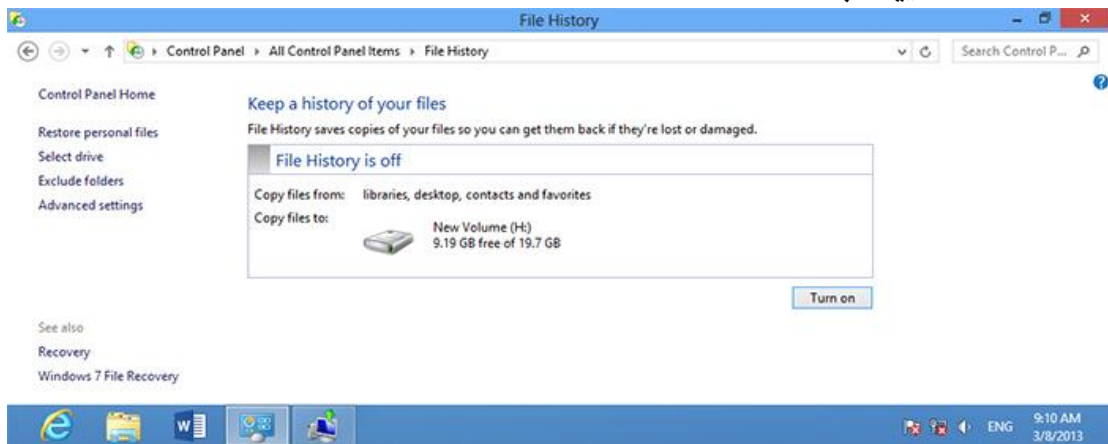 File History
Control Panel ▸ All Control Panel Items ▸ File History
Search Control P...
Control Panel Home
Restore personal files
Select drive
Exclude folders
Advanced settings
Keep a history of your files
File History saves copies of your files so you can get them back if they're lost or damaged.
File History is off
Copy files from: libraries, desktop, contacts and favorites
Copy files to:
New Volume (H:)
9.19 GB free of 19.7 GB
Turn on
See also
Recovery
Windows 7 File Recovery
ENG
9:10 AM
3/8/2013